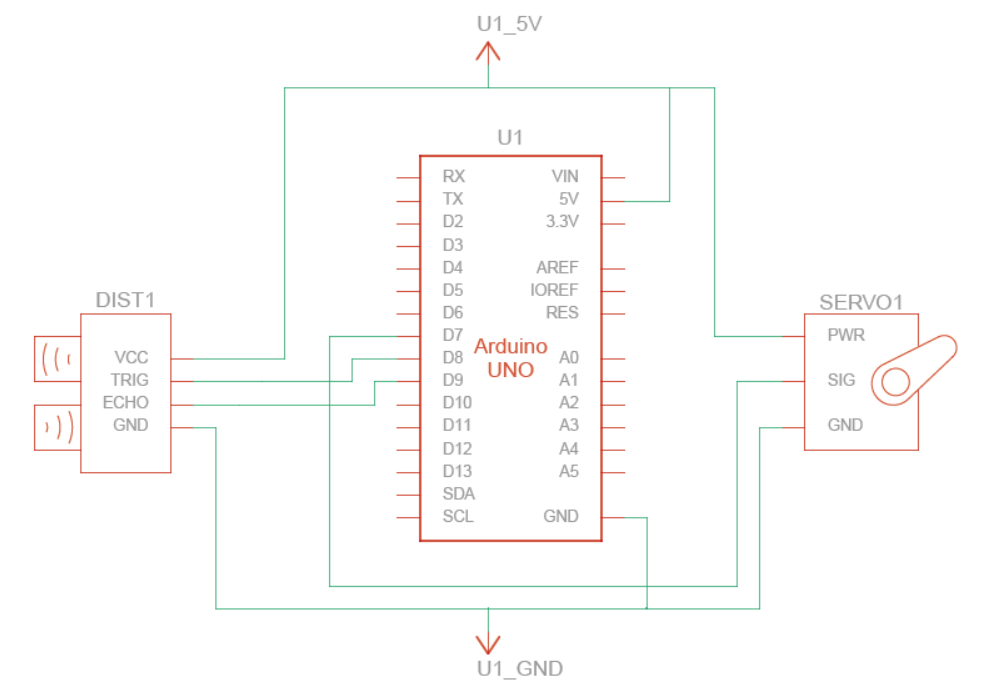 U1_5V
U1
RX
TX
D2
D3
D4
D5
D6
D7
D8
D9
D10
D11
D12
D13
SDA
SCL
Arduino
UNO
VIN
5V
3.3V
AREF
IOREF
RES
A0
A1
A2
A3
A4
A5
GND
DIST1
VCC
TRIG
ECHO
GND
SERVO1
PWR
SIG
GND
U1_GND